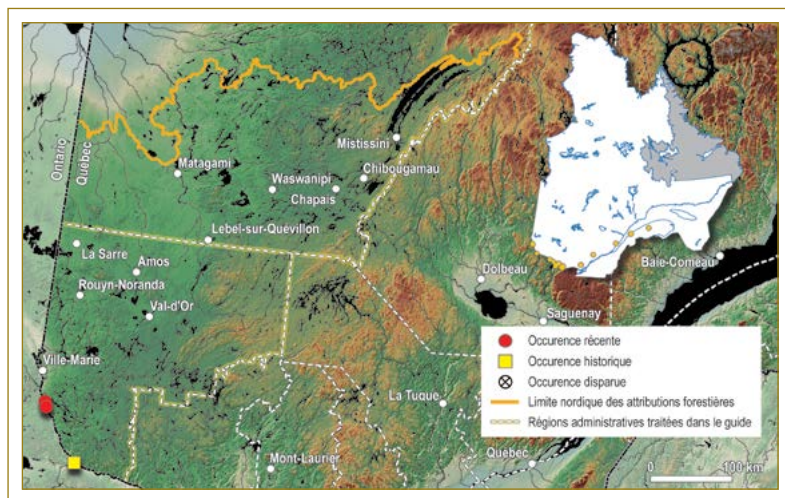 Ontario
Québec
Matagami
Mistissini
Waswanipi
Chibougamau
Chapais
Lebel-sur-Quévillon
La Sarre
Amos
Rouyn-Noranda
Val-d'Or
Ville-Marie
Dolbeau
Baie-Comeau
Saguenay
La Tuque
Mont-Laurier
Québec
Occurence récente
Occurence historique
Occurence disparue
Limite nordique des attributions forestières
Régions administratives traitées dans le guide
0 100 km